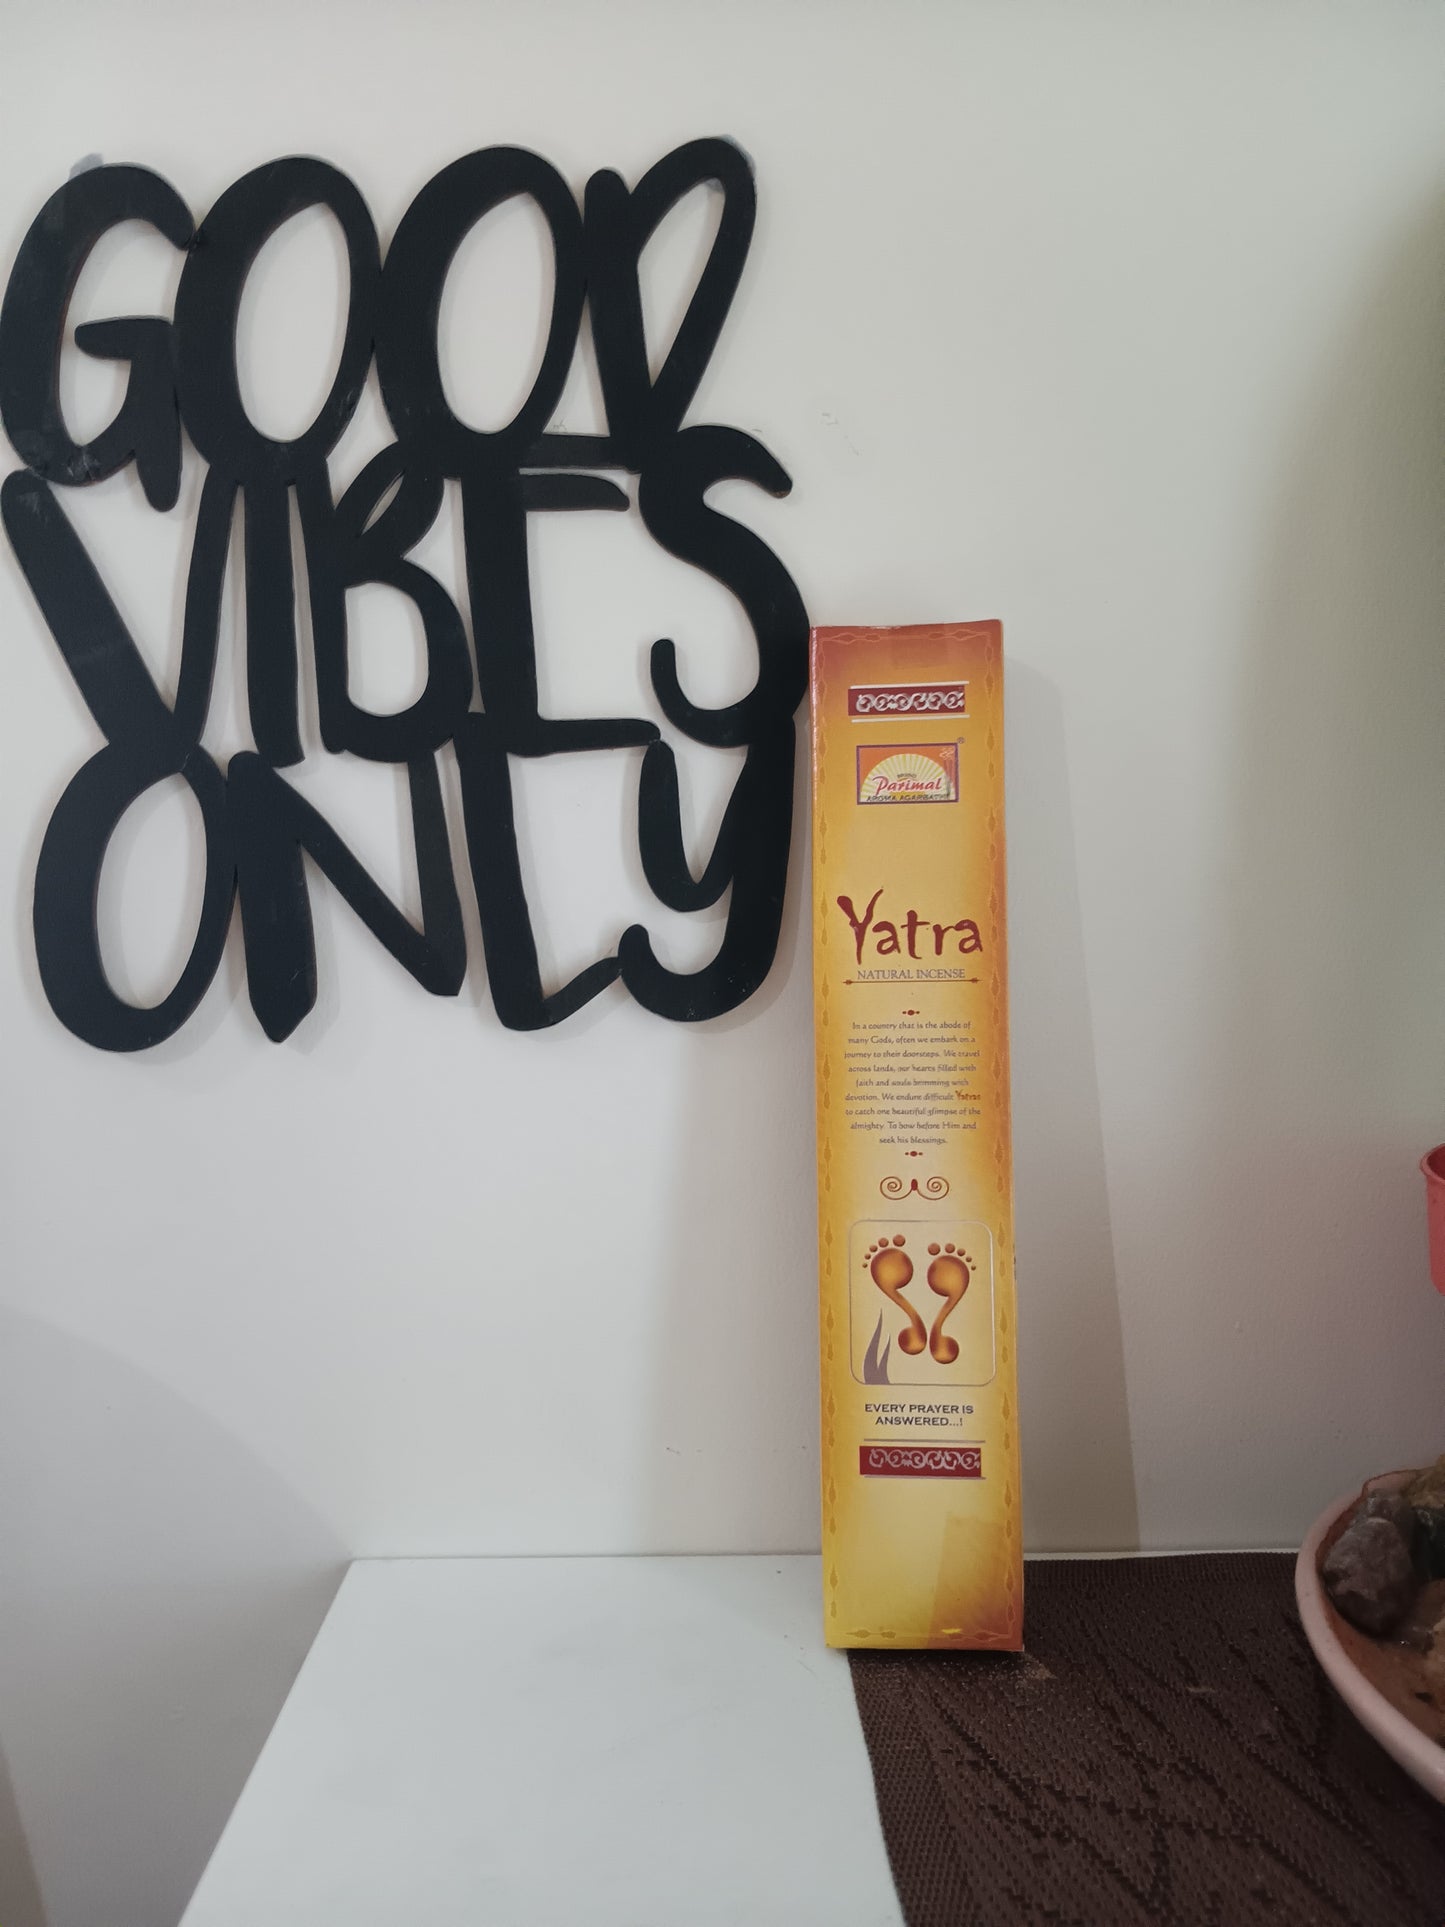 GOOD
VIBES
ONLY
®
Parimal
AROMA AGARBATHI
Yatra
NATURAL INCENSE
In a country that is the abode of
many Gods, often we embark on a
journey to their doorsteps. We travel
across lands, our hearts filled with
faith and souls brimming with
devotion. We endure difficult Yatras
to catch one beautiful glimpse of the
almighty. To bow before Him and
seek his blessings.
EVERY PRAYER IS
ANSWERED...!